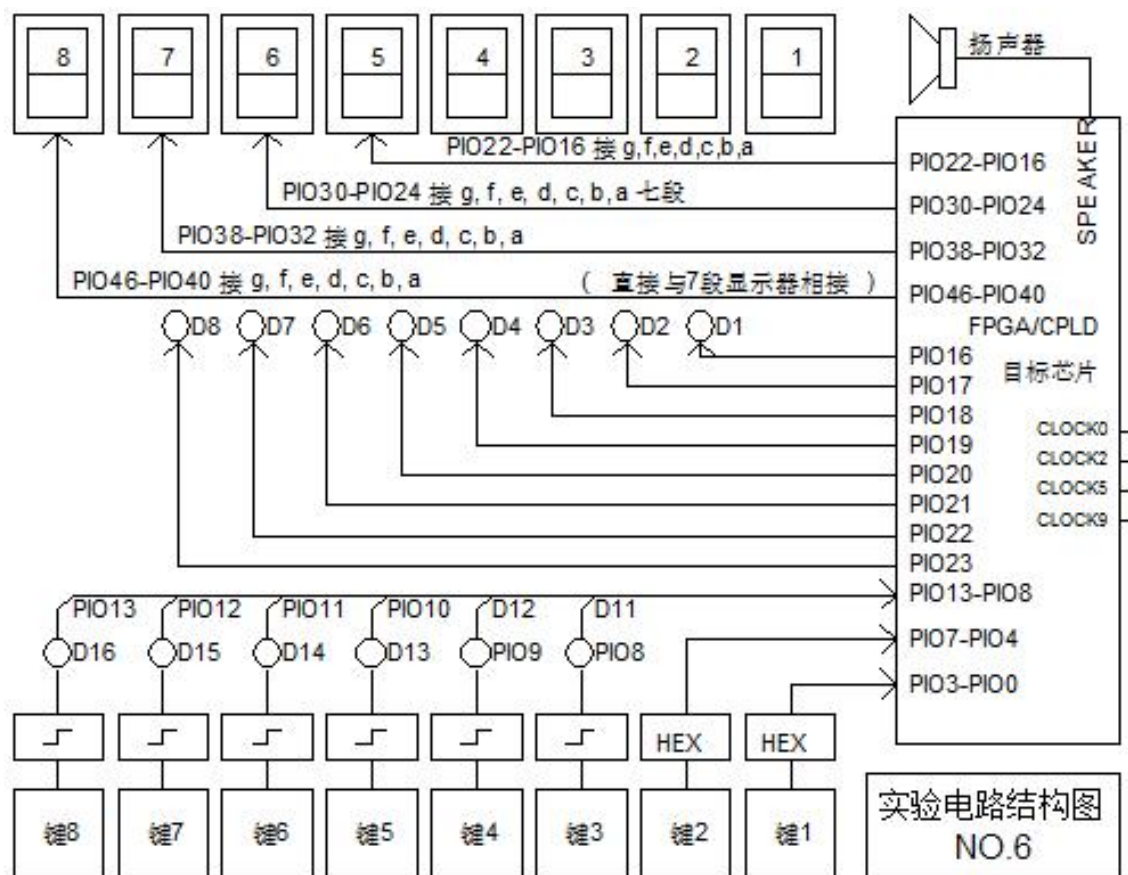 8 7 6 5 4 3 2 1
扬声器
SPEAKER
PIO22-PIO16 接 g,f,e,d,c,b,a
PIO22-PIO16
PIO30-PIO24 接 g, f, e, d, c, b, a 七段
PIO30-PIO24
PIO38-PIO32 接 g, f, e, d, c, b, a
PIO38-PIO32
PIO46-PIO40 接 g, f, e, d, c, b, a ( 直接与7段显示器相接 )
PIO46-PIO40
D8 D7 D6 D5 D4 D3 D2 D1
FPGA/CPLD
目标芯片
PIO16
PIO17
PIO18
PIO19
PIO20
PIO21
PIO22
PIO23
CLOCK0
CLOCK2
CLOCK5
CLOCK9
PIO13 PIO12 PIO11 PIO10 D12 D11
PIO13-PIO8
D16 D15 D14 D13 PIO9 PIO8
PIO7-PIO4
PIO3-PIO0
HEX HEX
键8 键7 键6 键5 键4 键3 键2 键1
实验电路结构图
NO.6